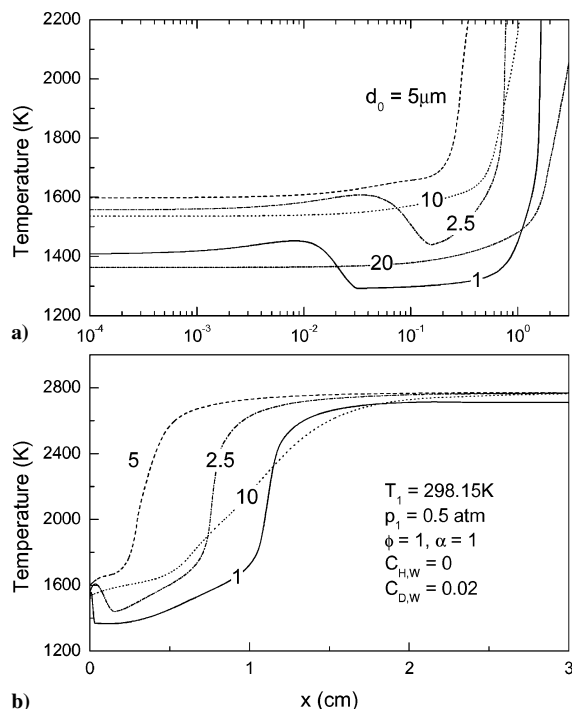 2200
2000
1800
1600
1400
1200
Temperature (K)
d₀ = 5μm
10
2.5
20
1
10⁻⁴
10⁻³
10⁻²
10⁻¹
10⁰
a)
2800
2400
2000
1600
1200
Temperature (K)
5
2.5
10
1
T₁ = 298.15K
p₁ = 0.5 atm
ϕ = 1, α = 1
C_H,W = 0
C_D,W = 0.02
0
1
2
3
b)
x (cm)